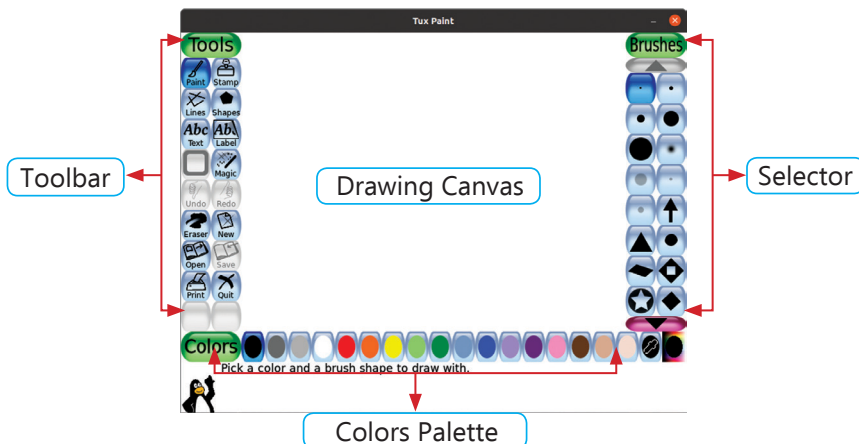 Tux Paint
Tools
Brushes
Paint Stamp
Lines Shapes
Abc Abc
Text Label
Magic
Undo Redo
Eraser New
Open Save
Print Quit
Toolbar
Drawing Canvas
Selector
Colors
Pick a color and a brush shape to draw with.
Colors Palette